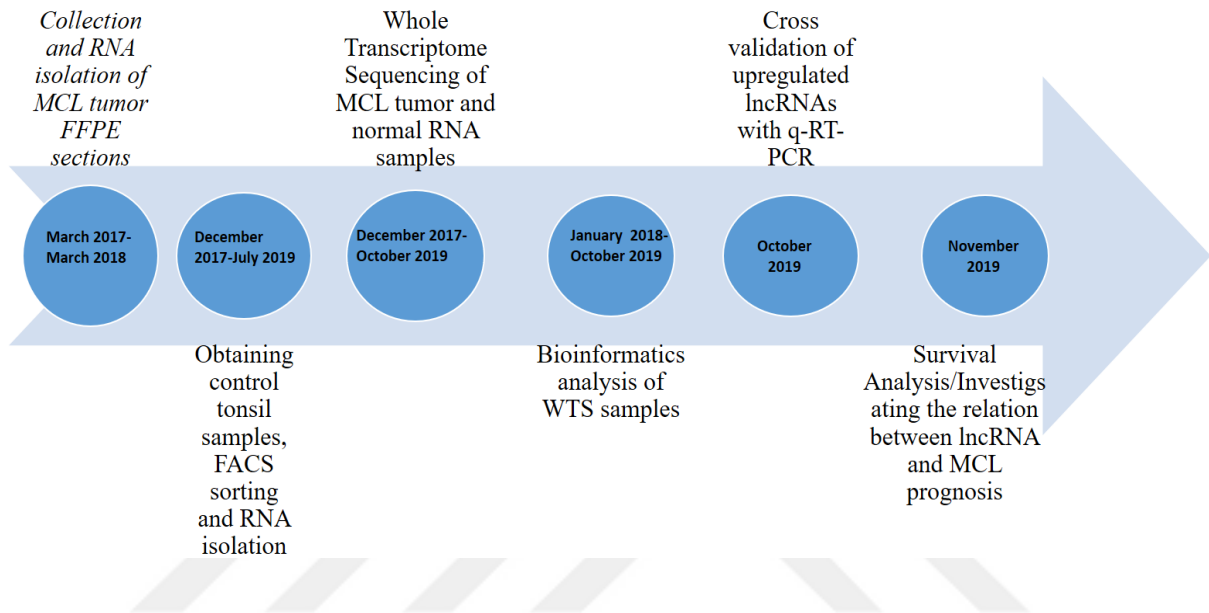 Collection
and RNA
isolation of
MCL tumor
FFPE
sections
March 2017-
March 2018
December
2017-July 2019
Obtaining
control
tonsil
samples,
FACS
sorting
and RNA
isolation
Whole
Transcriptome
Sequencing of
MCL tumor and
normal RNA
samples
December 2017-
October 2019
January 2018-
October 2019
Bioinformatics
analysis of
WTS samples
Cross
validation of
upregulated
lncRNAs
with q-RT-
PCR
October
2019
November
2019
Survival
Analysis/Investigs
ating the relation
between lncRNA
and MCL
prognosis